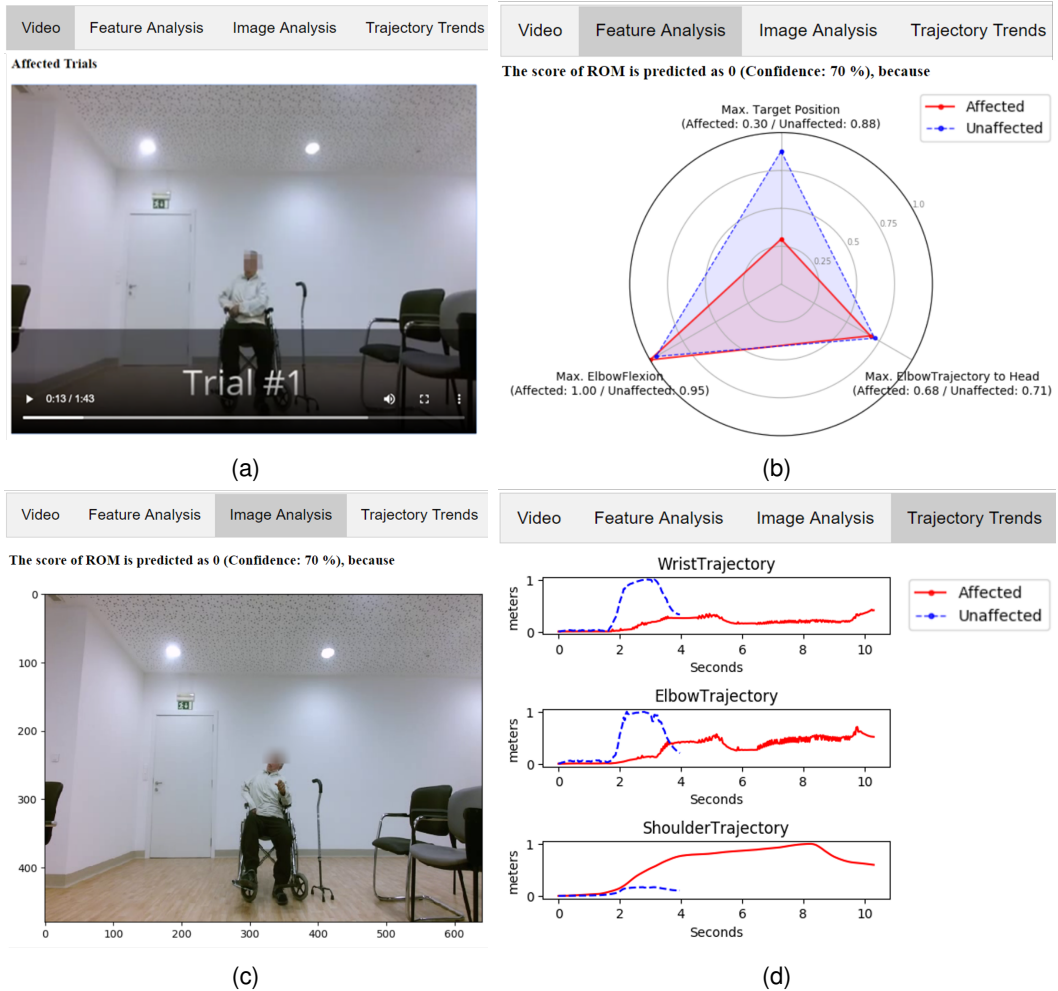 Video Feature Analysis Image Analysis Trajectory Trends
Affected Trials
Trial #1
0:13 / 1:43
(a)
Video Feature Analysis Image Analysis Trajectory Trends
The score of ROM is predicted as 0 (Confidence: 70 %), because
Affected
Unaffected
Max. Target Position
(Affected: 0.30 / Unaffected: 0.88)
1.0
0.75
0.5
0.25
Max. ElbowFlexion
(Affected: 1.00 / Unaffected: 0.95)
Max. ElbowTrajectory to Head
(Affected: 0.68 / Unaffected: 0.71)
(b)
Video Feature Analysis Image Analysis Trajectory Trends
The score of ROM is predicted as 0 (Confidence: 70 %), because
0
100
200
300
400
0 100 200 300 400 500 600
(c)
Video Feature Analysis Image Analysis Trajectory Trends
Affected
Unaffected
WristTrajectory
meters
1
0
0 2 4 6 8 10
Seconds
ElbowTrajectory
meters
1
0
0 2 4 6 8 10
Seconds
ShoulderTrajectory
meters
1
0
0 2 4 6 8 10
Seconds
(d)